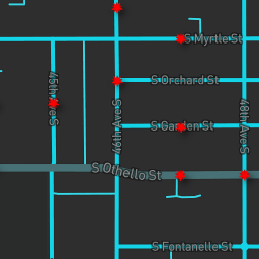 S Myrtle St
S Orchard St
45th Ave S
46th Ave S
48th Ave S
S Garden St
S Othello St
S Fontanelle St